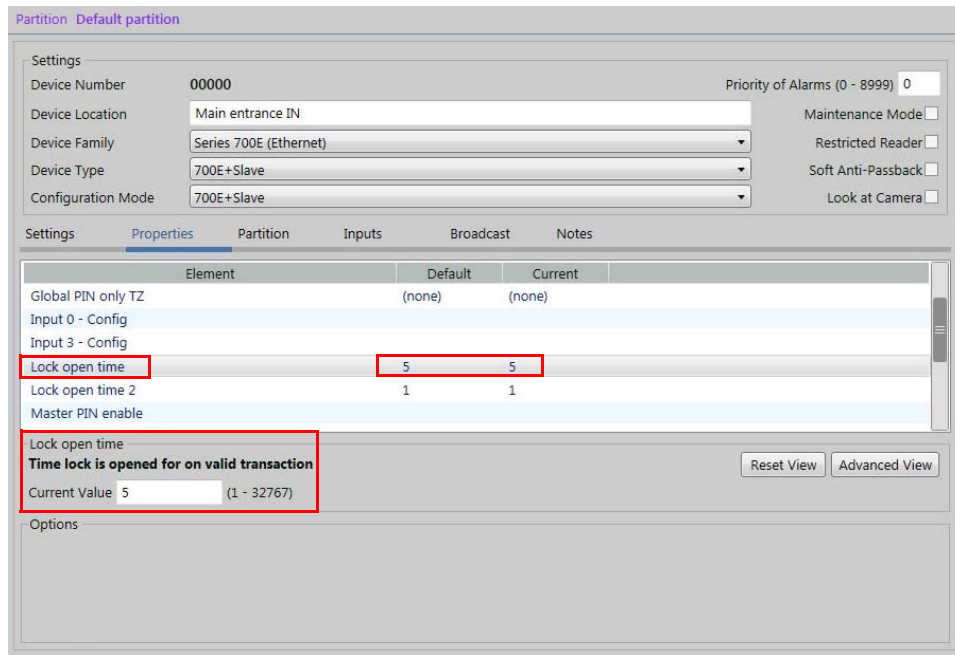 Partition Default partition
Settings
Device Number 00000 Priority of Alarms (0 - 8999) 0
Device Location Main entrance IN Maintenance Mode
Device Family Series 700E (Ethernet) Restricted Reader
Device Type 700E+Slave Soft Anti-Passback
Configuration Mode 700E+Slave Look at Camera
Settings Properties Partition Inputs Broadcast Notes
Element Default Current
Global PIN only TZ (none) (none)
Input 0 - Config
Input 3 - Config
Lock open time 5 5
Lock open time 2 1 1
Master PIN enable
Lock open time
Time lock is opened for on valid transaction
Reset View Advanced View
Current Value 5 (1 - 32767)
Options